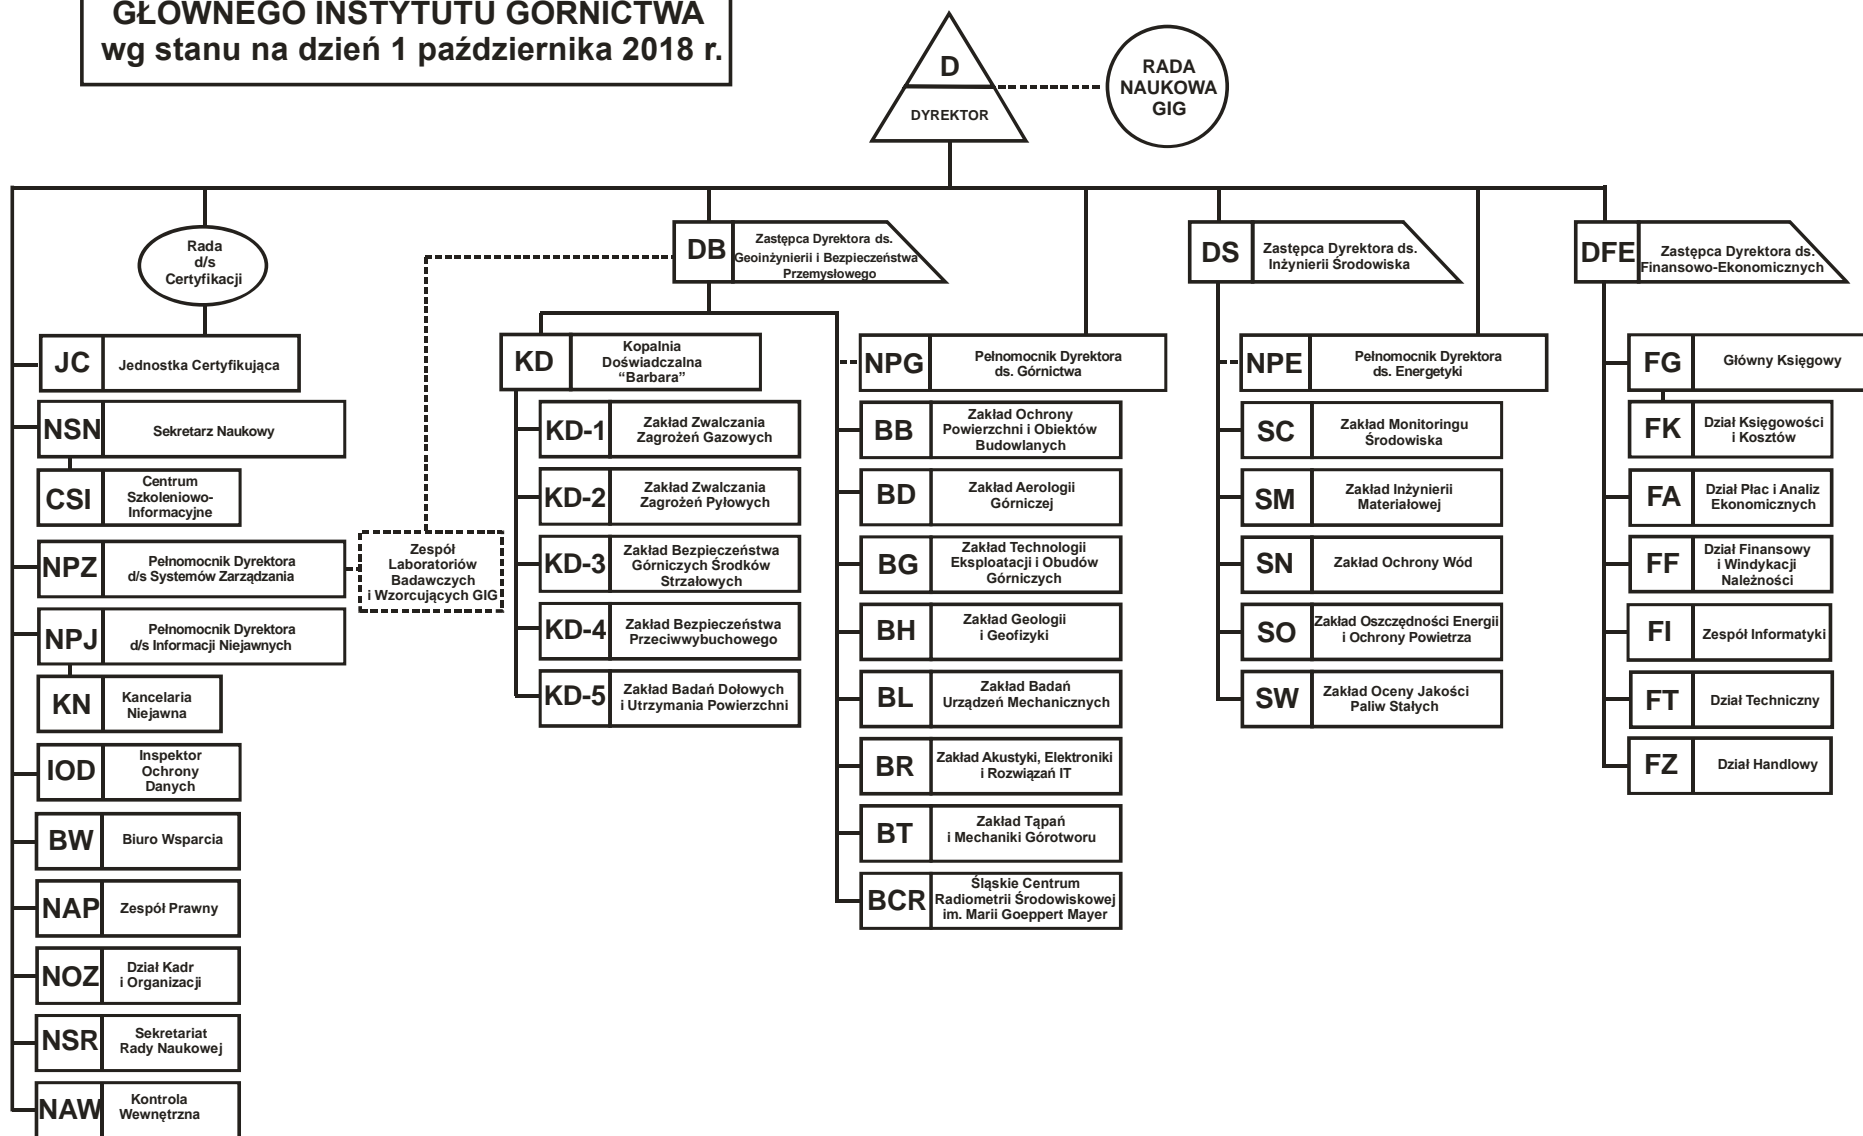 GŁÓWNEGO INSTYTUTU GÓRNICTWA
wg stanu na dzień 1 października 2018 r.
D
DYREKTOR
RADA
NAUKOWA
GIG
Rada
d/s
Certyfikacji
DB
Zastępca Dyrektora ds.
Geoinżynierii i Bezpieczeństwa
Przemysłowego
DS
Zastępca Dyrektora ds.
Inżynierii Środowiska
DFE
Zastępca Dyrektora ds.
Finansowo-Ekonomicznych
JC
Jednostka Certyfikująca
NSN
Sekretarz Naukowy
CSI
Centrum
Szkoleniowo-
Informacyjne
NPZ
Pełnomocnik Dyrektora
d/s Systemów Zarządzania
Zespół
Laboratoriów
Badawczych
i Wzorcujących GIG
NPJ
Pełnomocnik Dyrektora
d/s Informacji Niejawnych
KN
Kancelaria
Niejawna
IOD
Inspektor
Ochrony
Danych
BW
Biuro Wsparcia
NAP
Zespół Prawny
NOZ
Dział Kadr
i Organizacji
NSR
Sekretariat
Rady Naukowej
NAW
Kontrola
Wewnętrzna
KD
Kopalnia
Doświadczalna
“Barbara”
KD-1
Zakład Zwalczania
Zagrożeń Gazowych
KD-2
Zakład Zwalczania
Zagrożeń Pyłowych
KD-3
Zakład Bezpieczeństwa
Górniczych Środków
Strzałowych
KD-4
Zakład Bezpieczeństwa
Przeciwwybuchowego
KD-5
Zakład Badań Dołowych
i Utrzymania Powierzchni
NPG
Pełnomocnik Dyrektora
ds. Górnictwa
BB
Zakład Ochrony
Powierzchni i Obiektów
Budowlanych
BD
Zakład Aerologii
Górniczej
BG
Zakład Technologii
Eksploatacji i Obudów
Górniczych
BH
Zakład Geologii
i Geofizyki
BL
Zakład Badań
Urządzeń Mechanicznych
BR
Zakład Akustyki, Elektroniki
i Rozwiązań IT
BT
Zakład Tąpań
i Mechaniki Górotworu
BCR
Śląskie Centrum
Radiometrii Środowiskowej
im. Marii Goeppert Mayer
NPE
Pełnomocnik Dyrektora
ds. Energetyki
SC
Zakład Monitoringu
Środowiska
SM
Zakład Inżynierii
Materiałowej
SN
Zakład Ochrony Wód
SO
Zakład Oszczędności Energii
i Ochrony Powietrza
SW
Zakład Oceny Jakości
Paliw Stałych
FG
Główny Księgowy
FK
Dział Księgowości
i Kosztów
FA
Dział Płac i Analiz
Ekonomicznych
FF
Dział Finansowy
i Windykacji
Należności
FI
Zespół Informatyki
FT
Dział Techniczny
FZ
Dział Handlowy